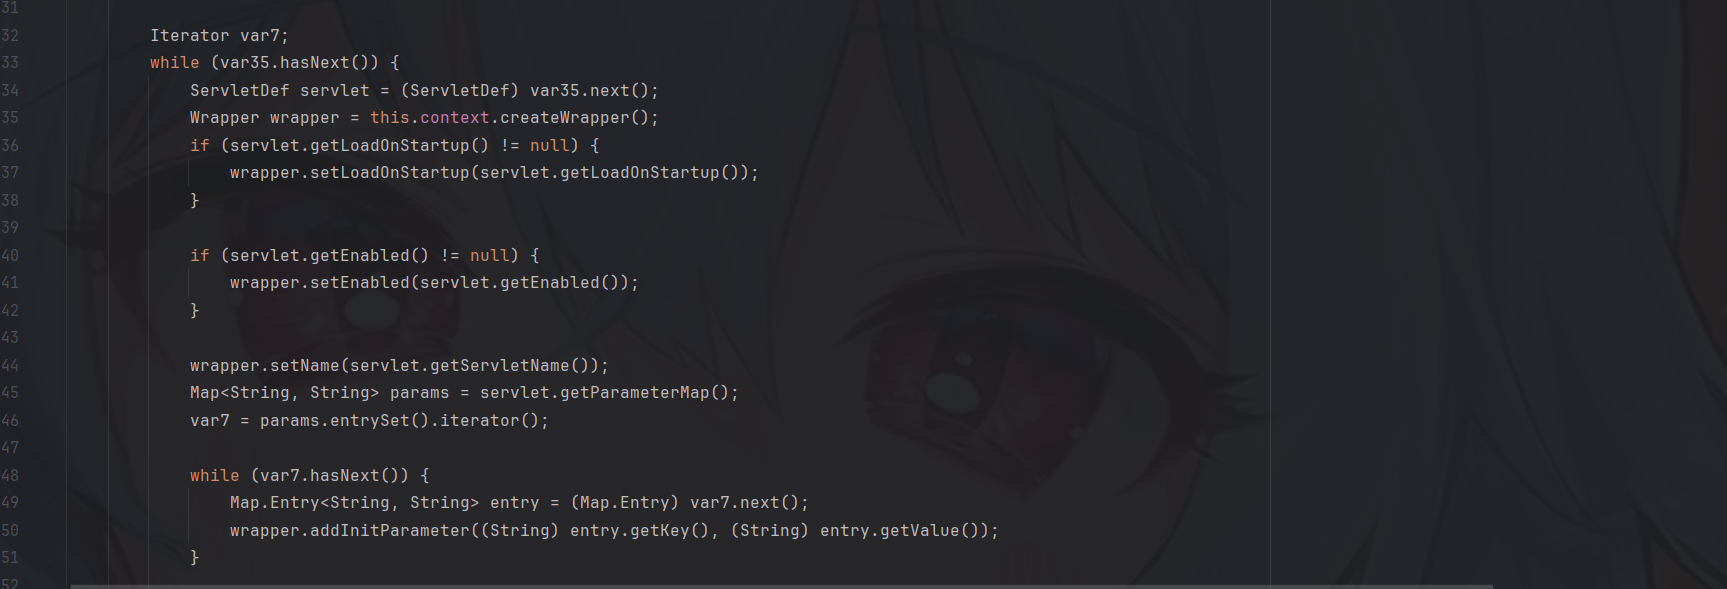 31
32 Iterator var7;
33 while (var35.hasNext()) {
34 ServletDef servlet = (ServletDef) var35.next();
35 Wrapper wrapper = this.context.createWrapper();
36 if (servlet.getLoadOnStartup() != null) {
37 wrapper.setLoadOnStartup(servlet.getLoadOnStartup());
38 }
39
40 if (servlet.getEnabled() != null) {
41 wrapper.setEnabled(servlet.getEnabled());
42 }
43
44 wrapper.setName(servlet.getServletName());
45 Map<String, String> params = servlet.getParameterMap();
46 var7 = params.entrySet().iterator();
47
48 while (var7.hasNext()) {
49 Map.Entry<String, String> entry = (Map.Entry) var7.next();
50 wrapper.addInitParameter((String) entry.getKey(), (String) entry.getValue());
51 }
52